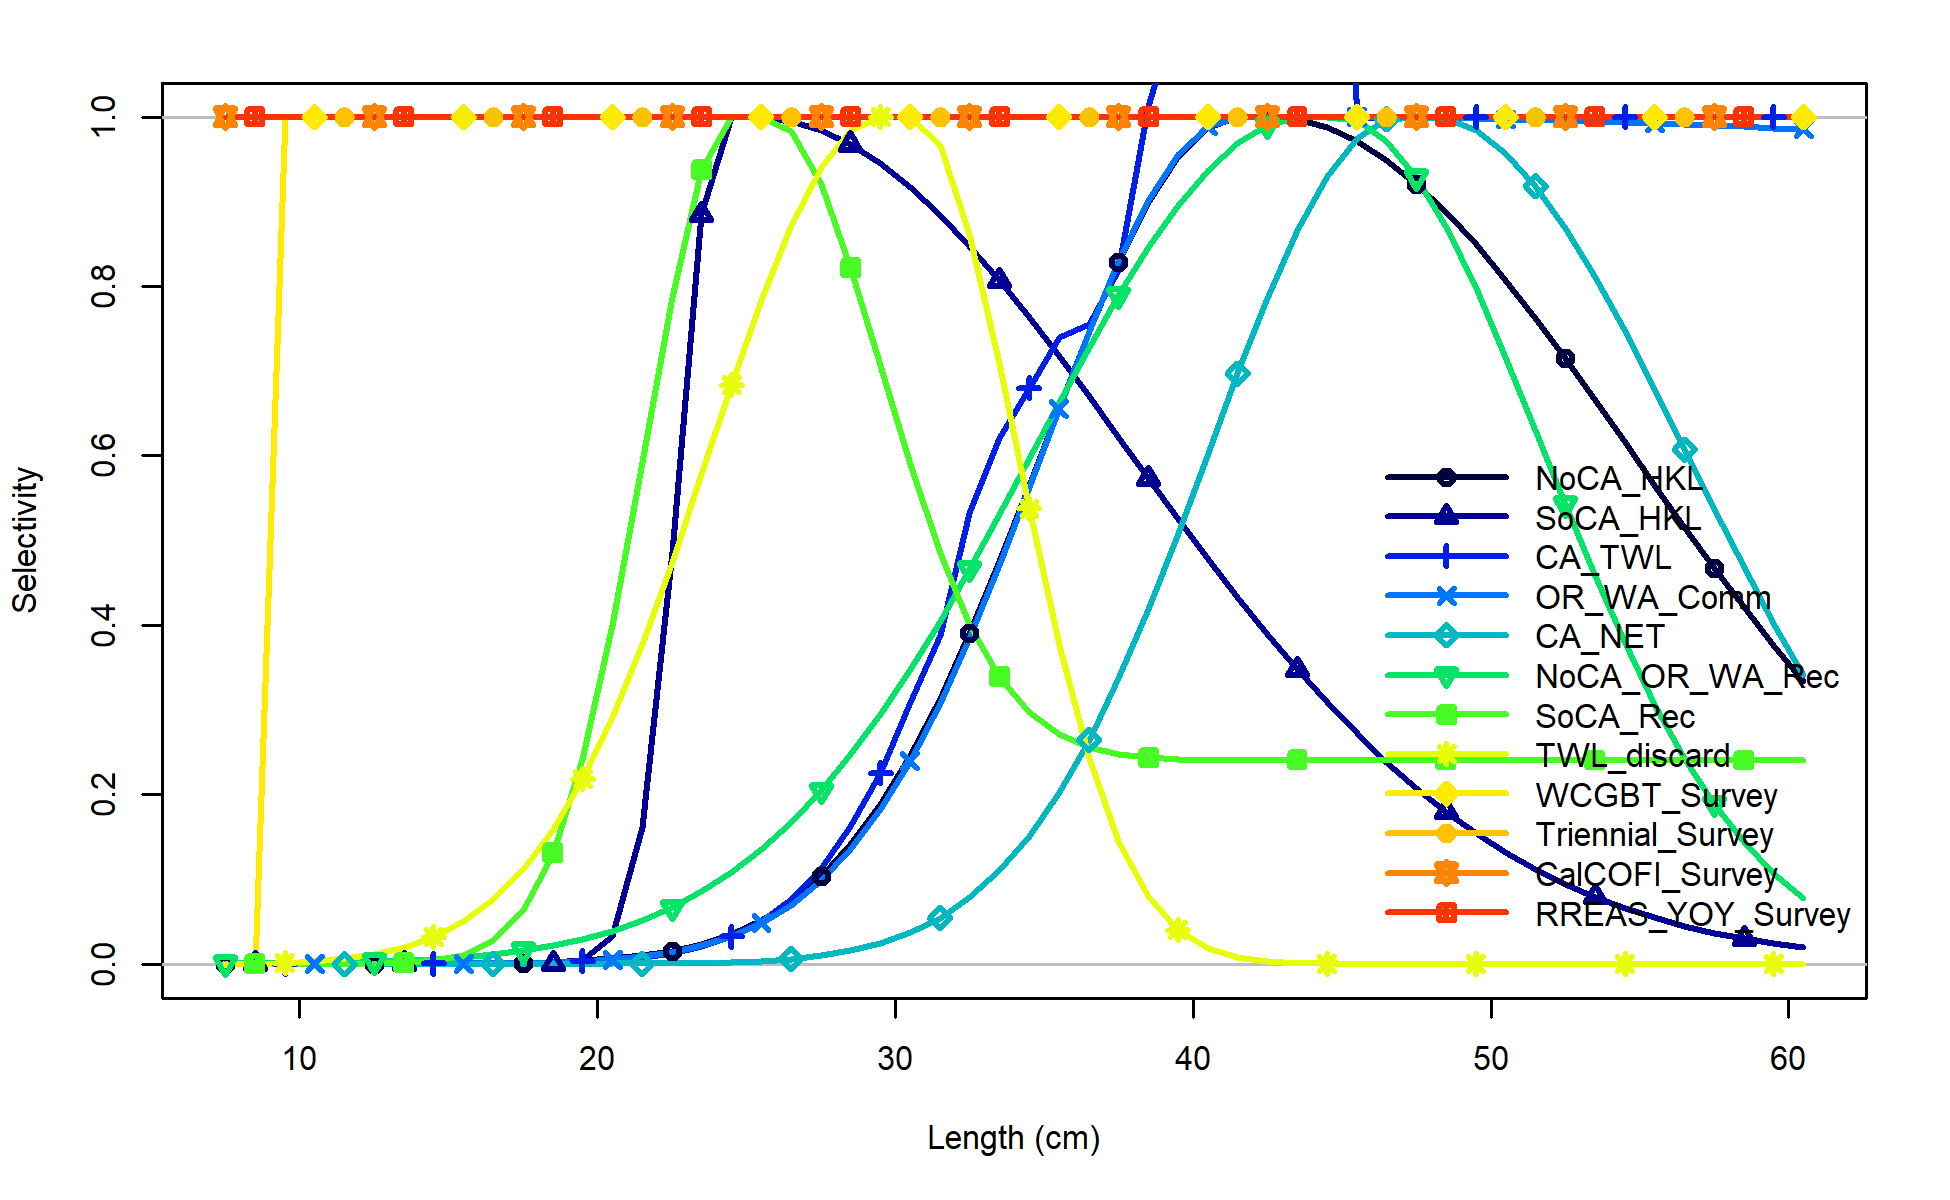 1.0
0.8
0.6
0.4
0.2
0.0
Selectivity
NoCA_HKL
SoCA_HKL
CA_TWL
OR_WA_Comm
CA_NET
NoCA_OR_WA_Rec
SoCA_Rec
TWL_discard
WCGBT_Survey
Triennial_Survey
CalCOFI_Survey
RREAS_YOY_Survey
10 20 30 40 50 60
Length (cm)